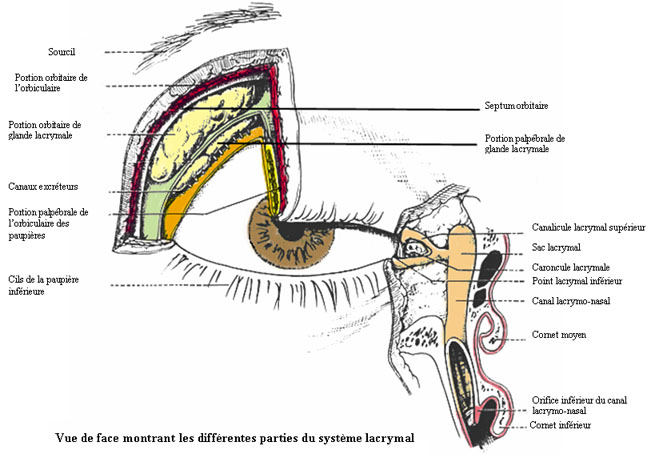 Sourcil
Portion orbitaire de
l'orbiculaire
Portion orbitaire de
glande lacrymale
Canaux excréteurs
Portion palpébrale de
l'orbiculaire des
paupières
Cils de la paupière
inférieure
Septum orbitaire
Portion palpébrale de
glande lacrymale
Canalicule lacrymal supérieur
Sac lacrymal
Caroncule lacrymale
Point lacrymal inférieur
Canal lacrymo-nasal
Cornet moyen
Orifice inférieur du canal
lacrymo-nasal
Cornet inférieur
Vue de face montrant les différentes parties du système lacrymal